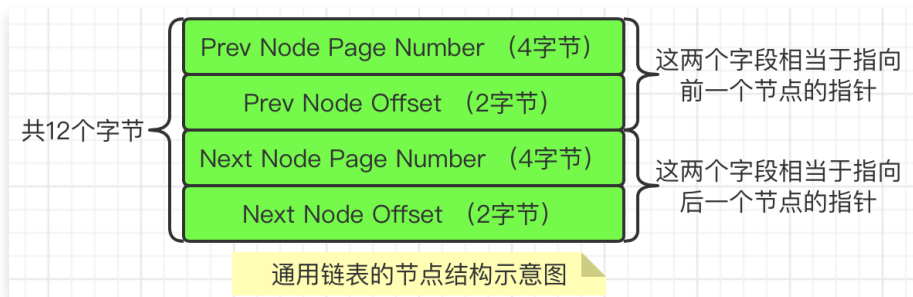 Prev Node Page Number （4字节）
Prev Node Offset （2字节）
Next Node Page Number （4字节）
Next Node Offset （2字节）
共12个字节
这两个字段相当于指向
前一个节点的指针
这两个字段相当于指向
后一个节点的指针
通用链表的节点结构示意图